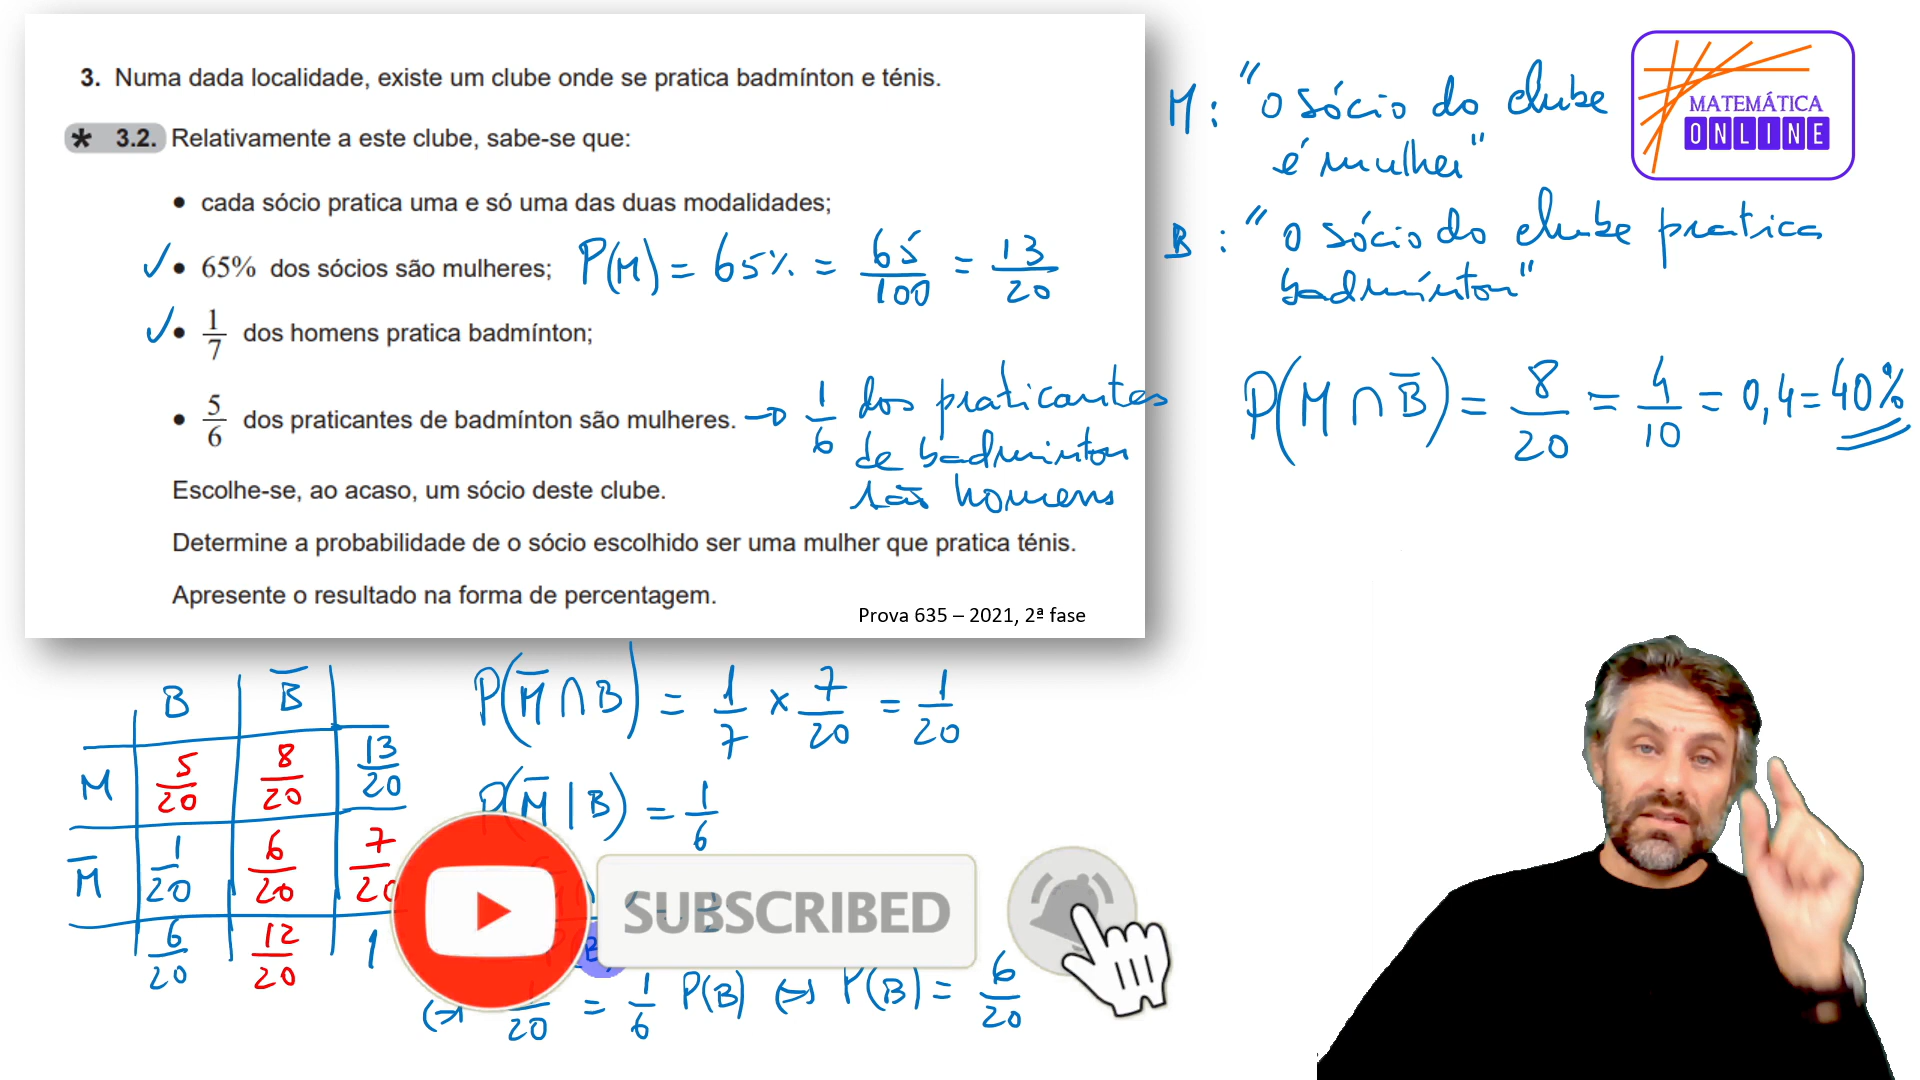 3. Numa dada localidade, existe um clube onde se pratica badmínton e ténis.
* 3.2. Relativamente a este clube, sabe-se que:
• cada sócio pratica uma e só uma das duas modalidades;
• 65% dos sócios são mulheres; P(M) = 65% = 65/100 = 13/20
• 1/7 dos homens pratica badmínton;
• 5/6 dos praticantes de badmínton são mulheres. → 1/6 dos praticantes
de badminton
são homens
Escolhe-se, ao acaso, um sócio deste clube.
Determine a probabilidade de o sócio escolhido ser uma mulher que pratica ténis.
Apresente o resultado na forma de percentagem.
Prova 635 – 2021, 2ª fase
M : "o sócio do clube
é mulher"
B : "o sócio do clube pratica
badmínton"
P(M ∩ B̅) = 8/20 = 4/10 = 0,4 = 40%
MATEMÁTICA
ONLINE
B B̅
M 5/20 8/20 13/20
M̅ 1/20 6/20 7/20
6/20 12/20 1
P(M̅ ∩ B) = 1/7 × 7/20 = 1/20
P(M̅ | B) = 1/6
SUBSCRIBED
(⇔ 1/20 = 1/6 P(B) ⇔ P(B) = 6/20